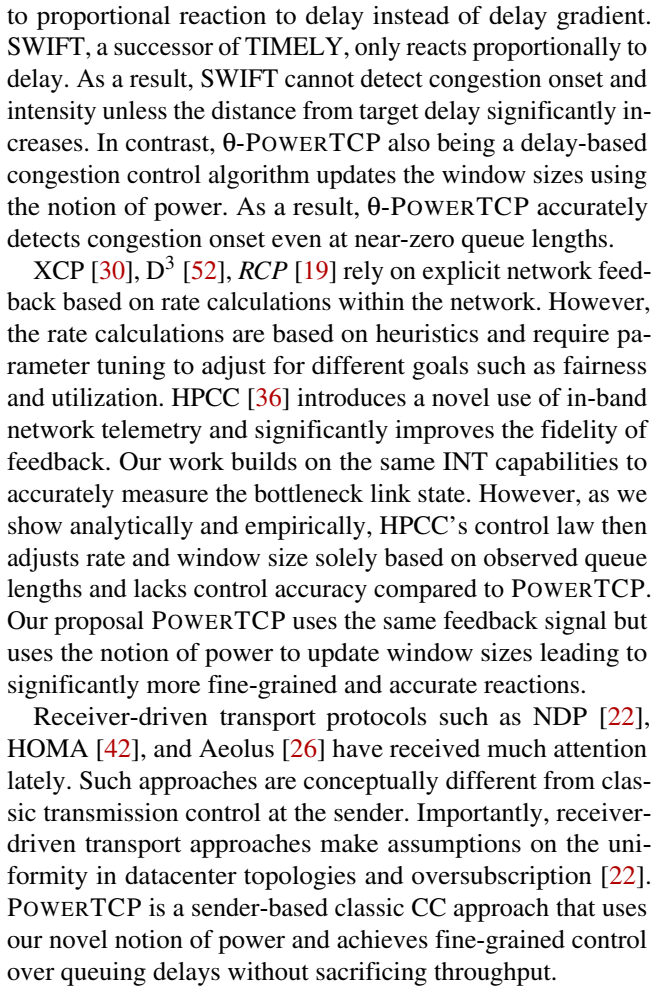 to proportional reaction to delay instead of delay gradient.
SWIFT, a successor of TIMELY, only reacts proportionally to
delay. As a result, SWIFT cannot detect congestion onset and
intensity unless the distance from target delay significantly in-
creases. In contrast, θ-POWERTCP also being a delay-based
congestion control algorithm updates the window sizes using
the notion of power. As a result, θ-POWERTCP accurately
detects congestion onset even at near-zero queue lengths.
XCP [30], D³ [52], RCP [19] rely on explicit network feed-
back based on rate calculations within the network. However,
the rate calculations are based on heuristics and require pa-
rameter tuning to adjust for different goals such as fairness
and utilization. HPCC [36] introduces a novel use of in-band
network telemetry and significantly improves the fidelity of
feedback. Our work builds on the same INT capabilities to
accurately measure the bottleneck link state. However, as we
show analytically and empirically, HPCC's control law then
adjusts rate and window size solely based on observed queue
lengths and lacks control accuracy compared to POWERTCP.
Our proposal POWERTCP uses the same feedback signal but
uses the notion of power to update window sizes leading to
significantly more fine-grained and accurate reactions.
Receiver-driven transport protocols such as NDP [22],
HOMA [42], and Aeolus [26] have received much attention
lately. Such approaches are conceptually different from clas-
sic transmission control at the sender. Importantly, receiver-
driven transport approaches make assumptions on the uni-
formity in datacenter topologies and oversubscription [22].
POWERTCP is a sender-based classic CC approach that uses
our novel notion of power and achieves fine-grained control
over queuing delays without sacrificing throughput.